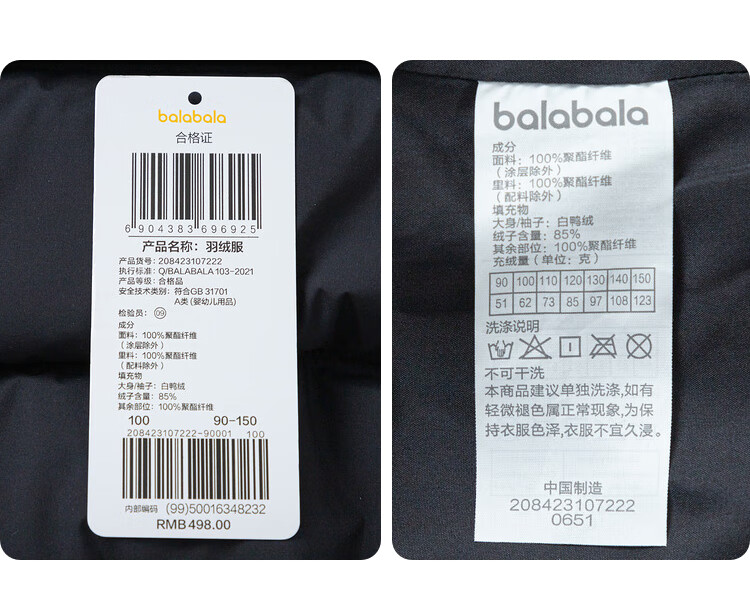 balabala
合格证
6 904383 696925
产品名称：羽绒服
产品货号：208423107222
执行标准：Q/BALABALA 103-2021
产品等级：合格品
安全技术类别：符合GB 31701
A类 (婴幼儿用品)
检验员：09
成分
面料：100%聚酯纤维
（涂层除外）
里料：100%聚酯纤维
（配料除外）
填充物
大身/袖子：白鸭绒
绒子含量：85%
其余部位：100%聚酯纤维
100 90-150
208423107222-90001 100
内部编码 (99)50016348232
RMB498.00
balabala
成分
面料：100%聚酯纤维
（涂层除外）
里料：100%聚酯纤维
（配料除外）
填充物
大身/袖子：白鸭绒
绒子含量：85%
其余部位：100%聚酯纤维
充绒量（单位：克）
90 100 110 120 130 140 150
51 62 73 85 97 108 123
洗涤说明
不可干洗
本商品建议单独洗涤,如有
轻微褪色属正常现象,为保
持衣服色泽,衣服不宜久浸。
中国制造
208423107222
0651